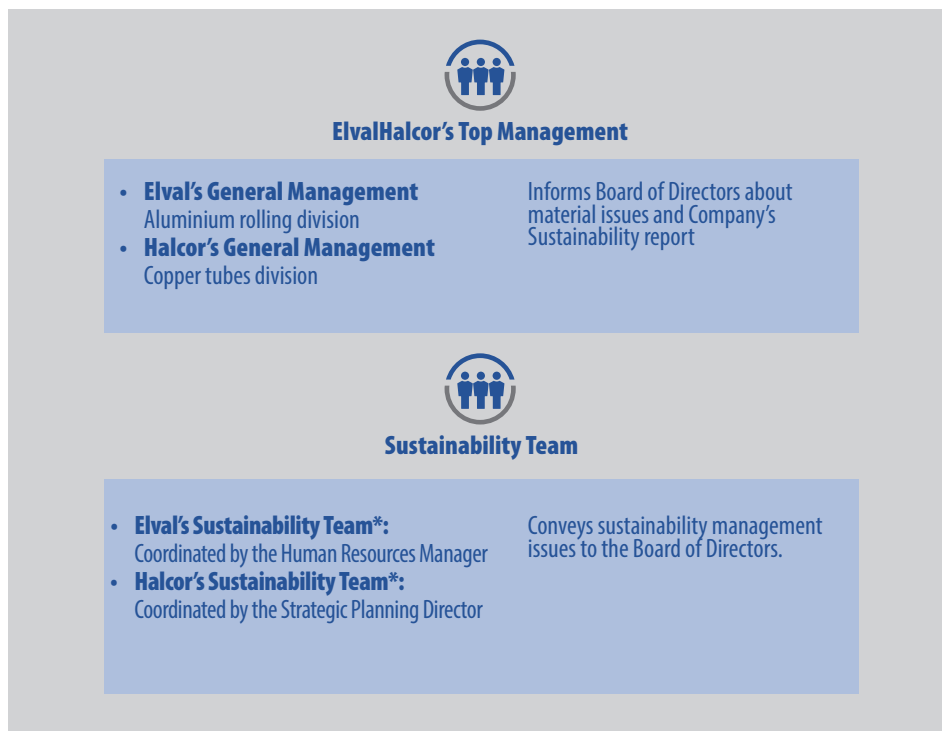 ElvalHalcor’s Top Management
• Elval’s General Management
Aluminium rolling division
• Halcor’s General Management
Copper tubes division
Informs Board of Directors about
material issues and Company’s
Sustainability report
Sustainability Team
• Elval’s Sustainability Team*:
Coordinated by the Human Resources Manager
• Halcor’s Sustainability Team*:
Coordinated by the Strategic Planning Director
Conveys sustainability management
issues to the Board of Directors.